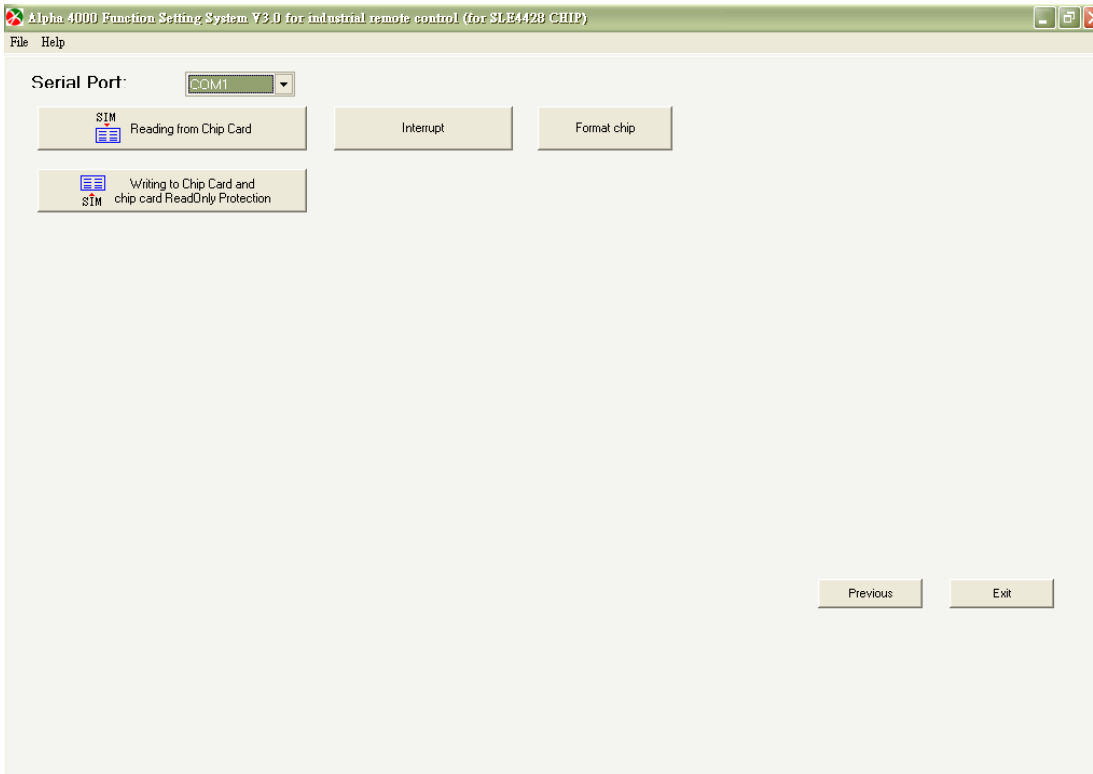 Alpha 4000 Function Setting System V3.0 for industrial remote control (for SLE4428 CHIP)
File Help
Serial Port: COM1
SIM
Reading from Chip Card
Interrupt
Format chip
Writing to Chip Card and
SIM chip card ReadOnly Protection
Previous
Exit